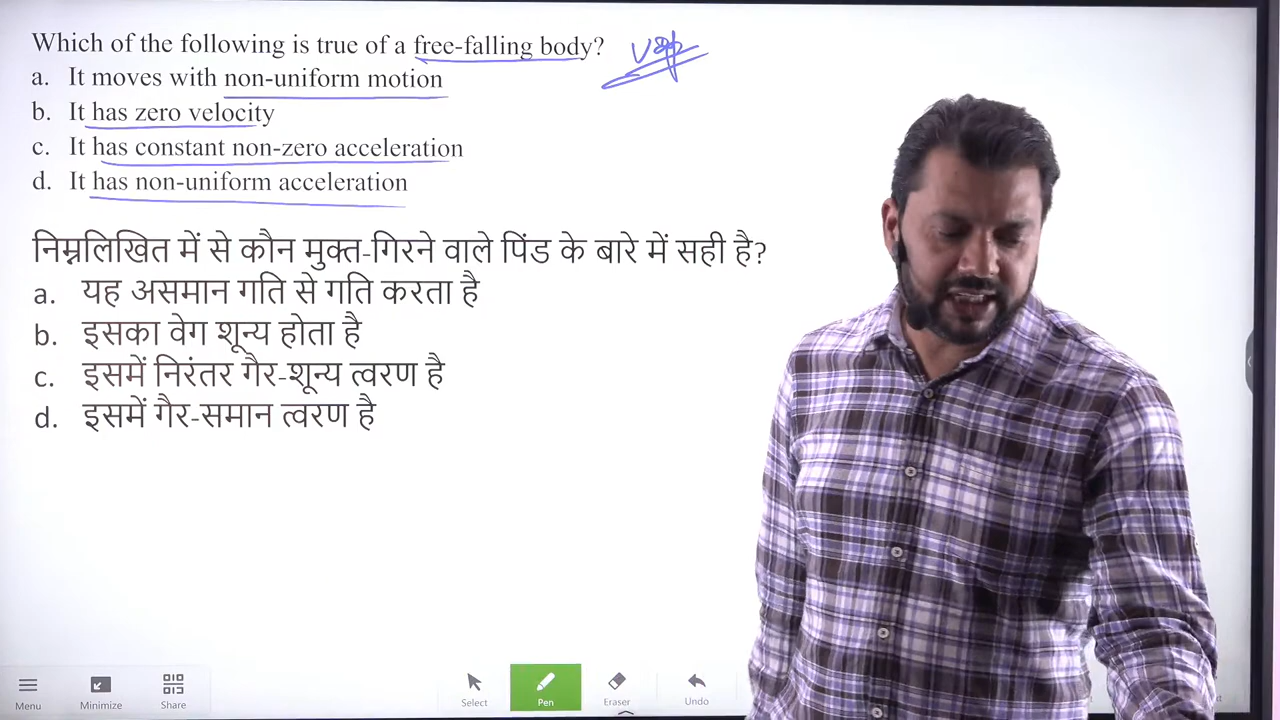 Which of the following is true of a free-falling body?
a. It moves with non-uniform motion
b. It has zero velocity
c. It has constant non-zero acceleration
d. It has non-uniform acceleration
निम्नलिखित में से कौन मुक्त-गिरने वाले पिंड के बारे में सही है?
a. यह असमान गति से गति करता है
b. इसका वेग शून्य होता है
c. इसमें निरंतर गैर-शून्य त्वरण है
d. इसमें गैर-समान त्वरण है
Menu Minimize Share Select Pen Eraser Undo